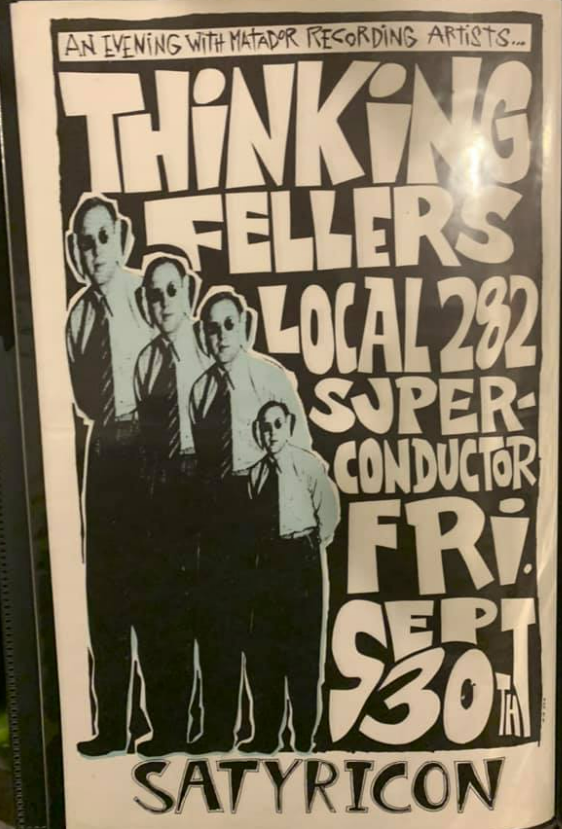 AN EVENING WITH MATADOR RECORDING ARTISTS...
THiNKiNG
FELLERS
LOCAL 282
SUPER-
CONDUCTOR
FRi.
SEPT
30TH
SATYRICON